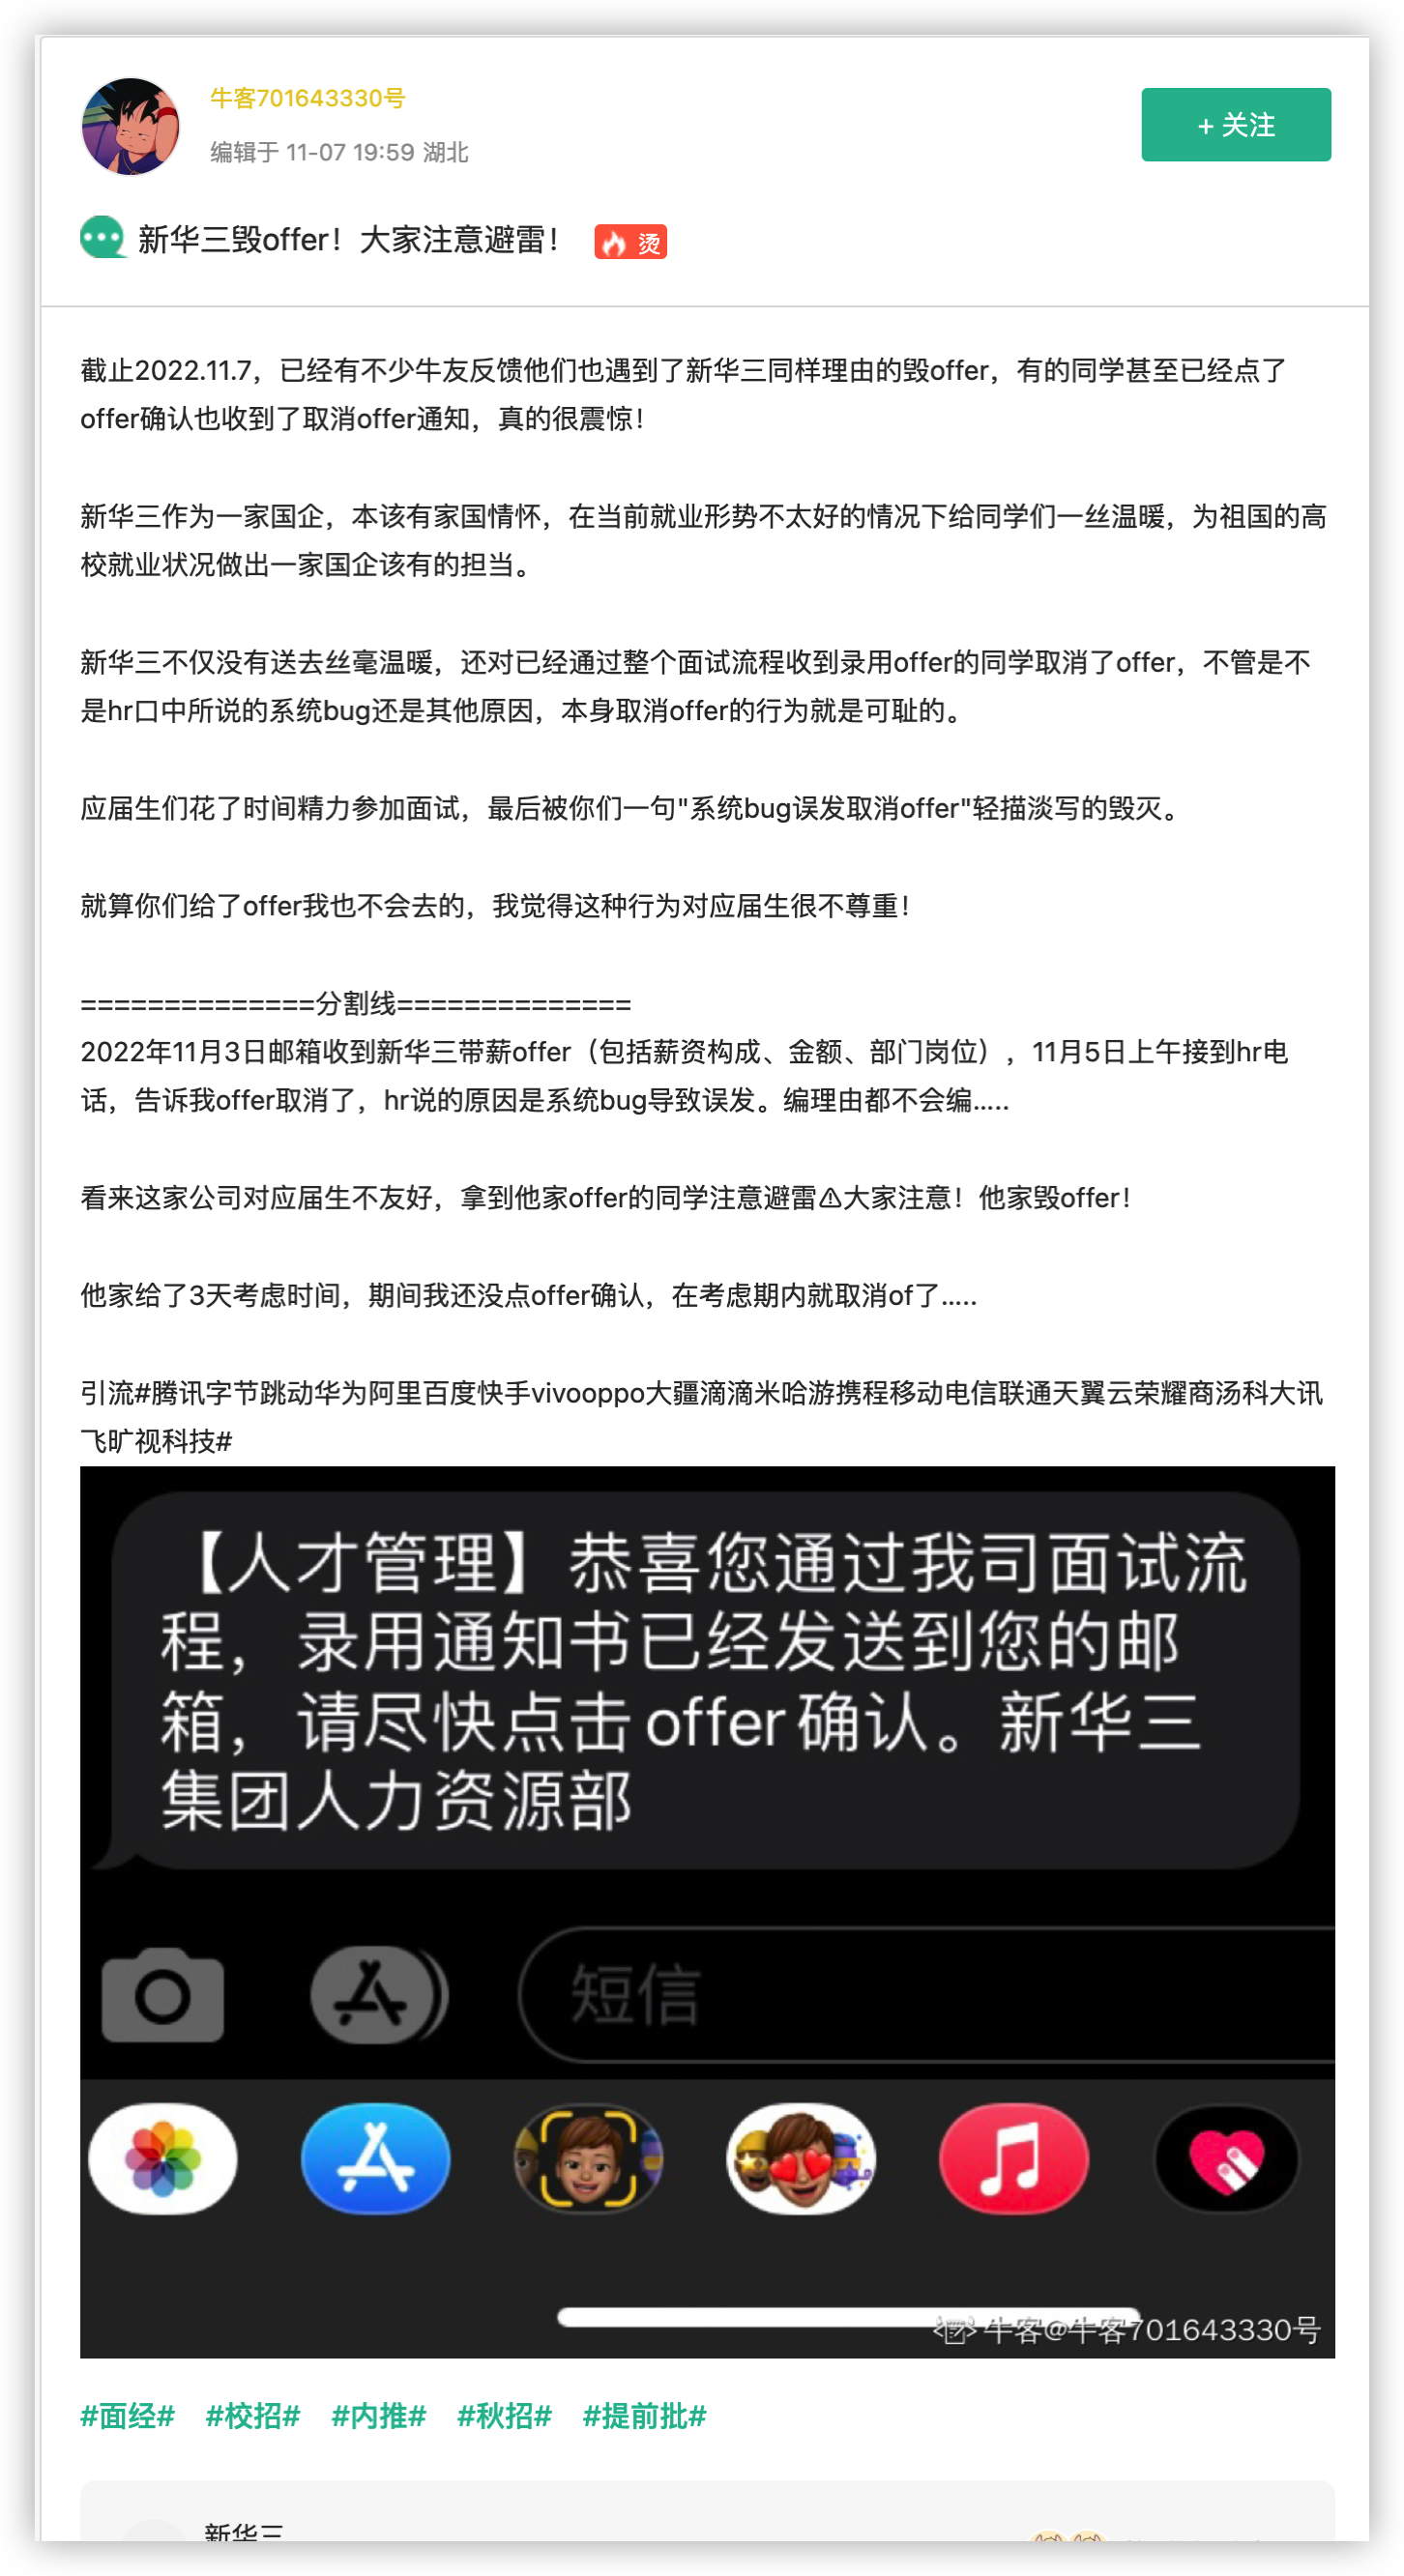 牛客701643330号
编辑于 11-07 19:59 湖北
+ 关注
新华三毁offer！大家注意避雷！
烫
截止2022.11.7，已经有不少牛友反馈他们也遇到了新华三同样理由的毁offer，有的同学甚至已经点了
offer确认也收到了取消offer通知，真的很震惊！
新华三作为一家国企，本该有家国情怀，在当前就业形势不太好的情况下给同学们一丝温暖，为祖国的高
校就业状况做出一家国企该有的担当。
新华三不仅没有送去丝毫温暖，还对已经通过整个面试流程收到录用offer的同学取消了offer，不管是不
是hr口中所说的系统bug还是其他原因，本身取消offer的行为就是可耻的。
应届生们花了时间精力参加面试，最后被你们一句"系统bug误发取消offer"轻描淡写的毁灭。
就算你们给了offer我也不会去的，我觉得这种行为对应届生很不尊重！
==============分割线==============
2022年11月3日邮箱收到新华三带薪offer（包括薪资构成、金额、部门岗位），11月5日上午接到hr电
话，告诉我offer取消了，hr说的原因是系统bug导致误发。编理由都不会编.....
看来这家公司对应届生不友好，拿到他家offer的同学注意避雷⚠大家注意！他家毁offer！
他家给了3天考虑时间，期间我还没点offer确认，在考虑期内就取消of了.....
引流#腾讯字节跳动华为阿里百度快手vivooppo大疆滴滴米哈游携程移动电信联通天翼云荣耀商汤科大讯
飞旷视科技#
【人才管理】恭喜您通过我司面试流
程，录用通知书已经发送到您的邮
箱，请尽快点击offer确认。新华三
集团人力资源部
短信
牛客@牛客701643330号
#面经# #校招# #内推# #秋招# #提前批#
新华三